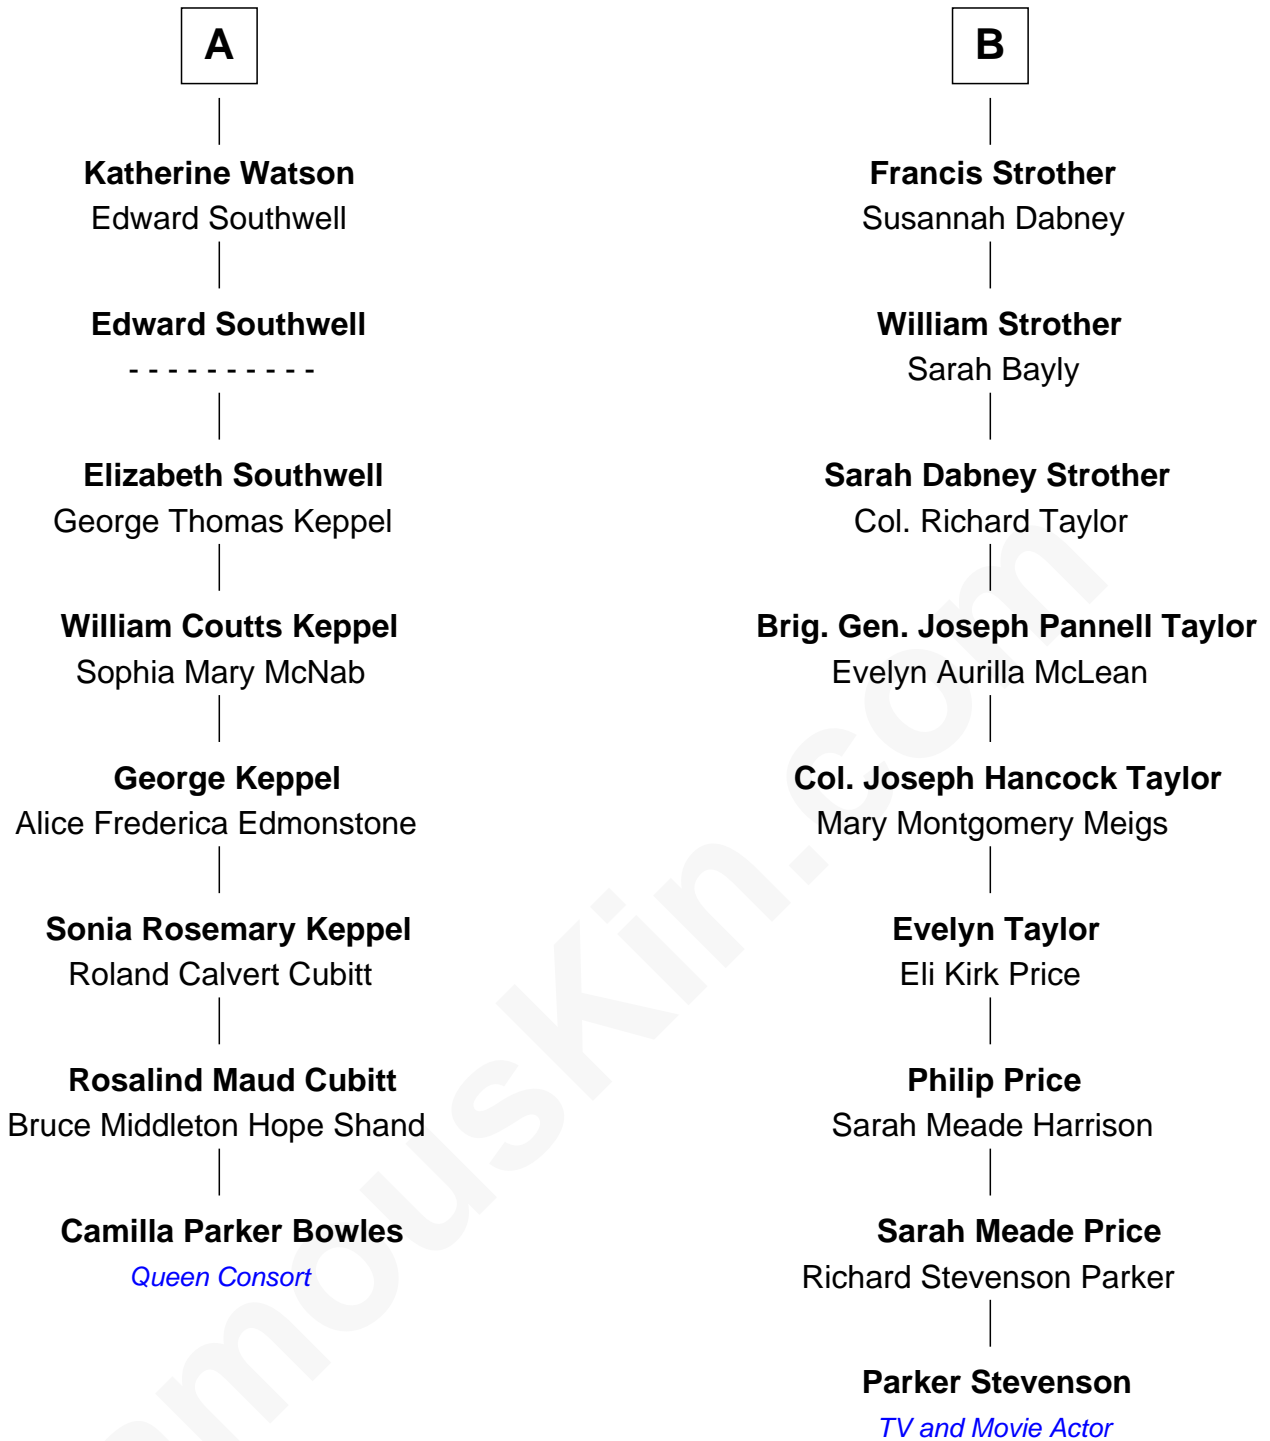 A
Katherine Watson
Edward Southwell
Edward Southwell
- - - - - - - - - -
Elizabeth Southwell
George Thomas Keppel
William Coutts Keppel
Sophia Mary McNab
George Keppel
Alice Frederica Edmonstone
Sonia Rosemary Keppel
Roland Calvert Cubitt
Rosalind Maud Cubitt
Bruce Middleton Hope Shand
Camilla Parker Bowles
Queen Consort
B
Francis Strother
Susannah Dabney
William Strother
Sarah Bayly
Sarah Dabney Strother
Col. Richard Taylor
Brig. Gen. Joseph Pannell Taylor
Evelyn Aurilla McLean
Col. Joseph Hancock Taylor
Mary Montgomery Meigs
Evelyn Taylor
Eli Kirk Price
Philip Price
Sarah Meade Harrison
Sarah Meade Price
Richard Stevenson Parker
Parker Stevenson
TV and Movie Actor
amousKin.com